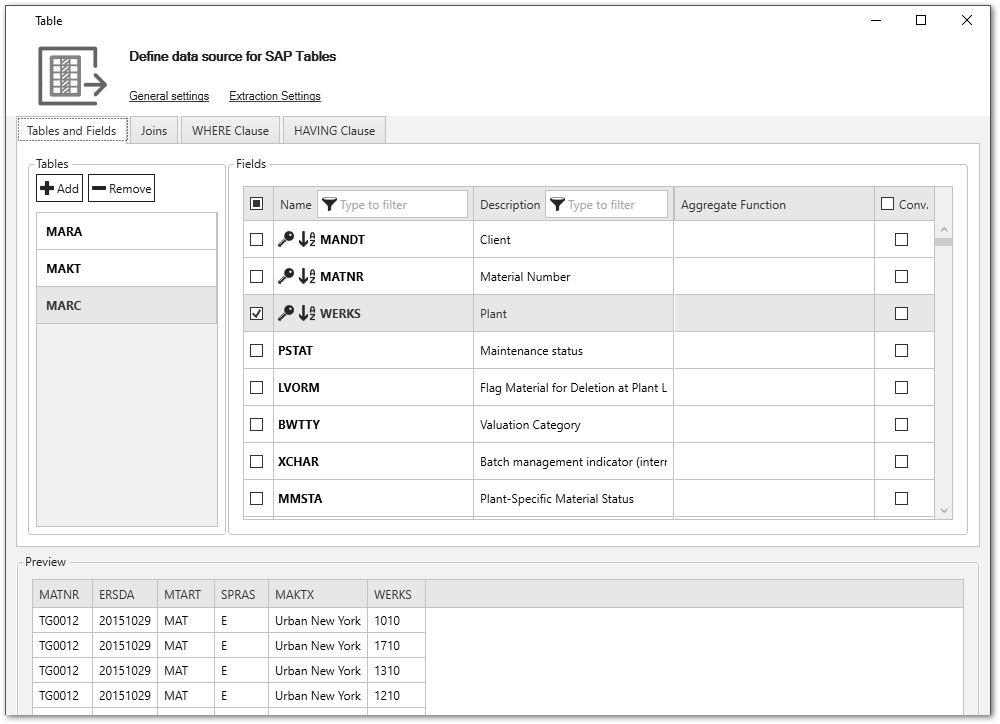 Table
Define data source for SAP Tables
General settings Extraction Settings
Tables and Fields Joins WHERE Clause HAVING Clause
Tables
Add Remove
MARA
MAKT
MARC
Fields
Name Type to filter Description Type to filter Aggregate Function Conv.
MANDT Client
MATNR Material Number
WERKS Plant
PSTAT Maintenance status
LVORM Flag Material for Deletion at Plant L
BWTTY Valuation Category
XCHAR Batch management indicator (interr
MMSTA Plant-Specific Material Status
Preview
MATNR ERSDA MTART SPRAS MAKTX WERKS
TG0012 20151029 MAT E Urban New York 1010
TG0012 20151029 MAT E Urban New York 1710
TG0012 20151029 MAT E Urban New York 1310
TG0012 20151029 MAT E Urban New York 1210